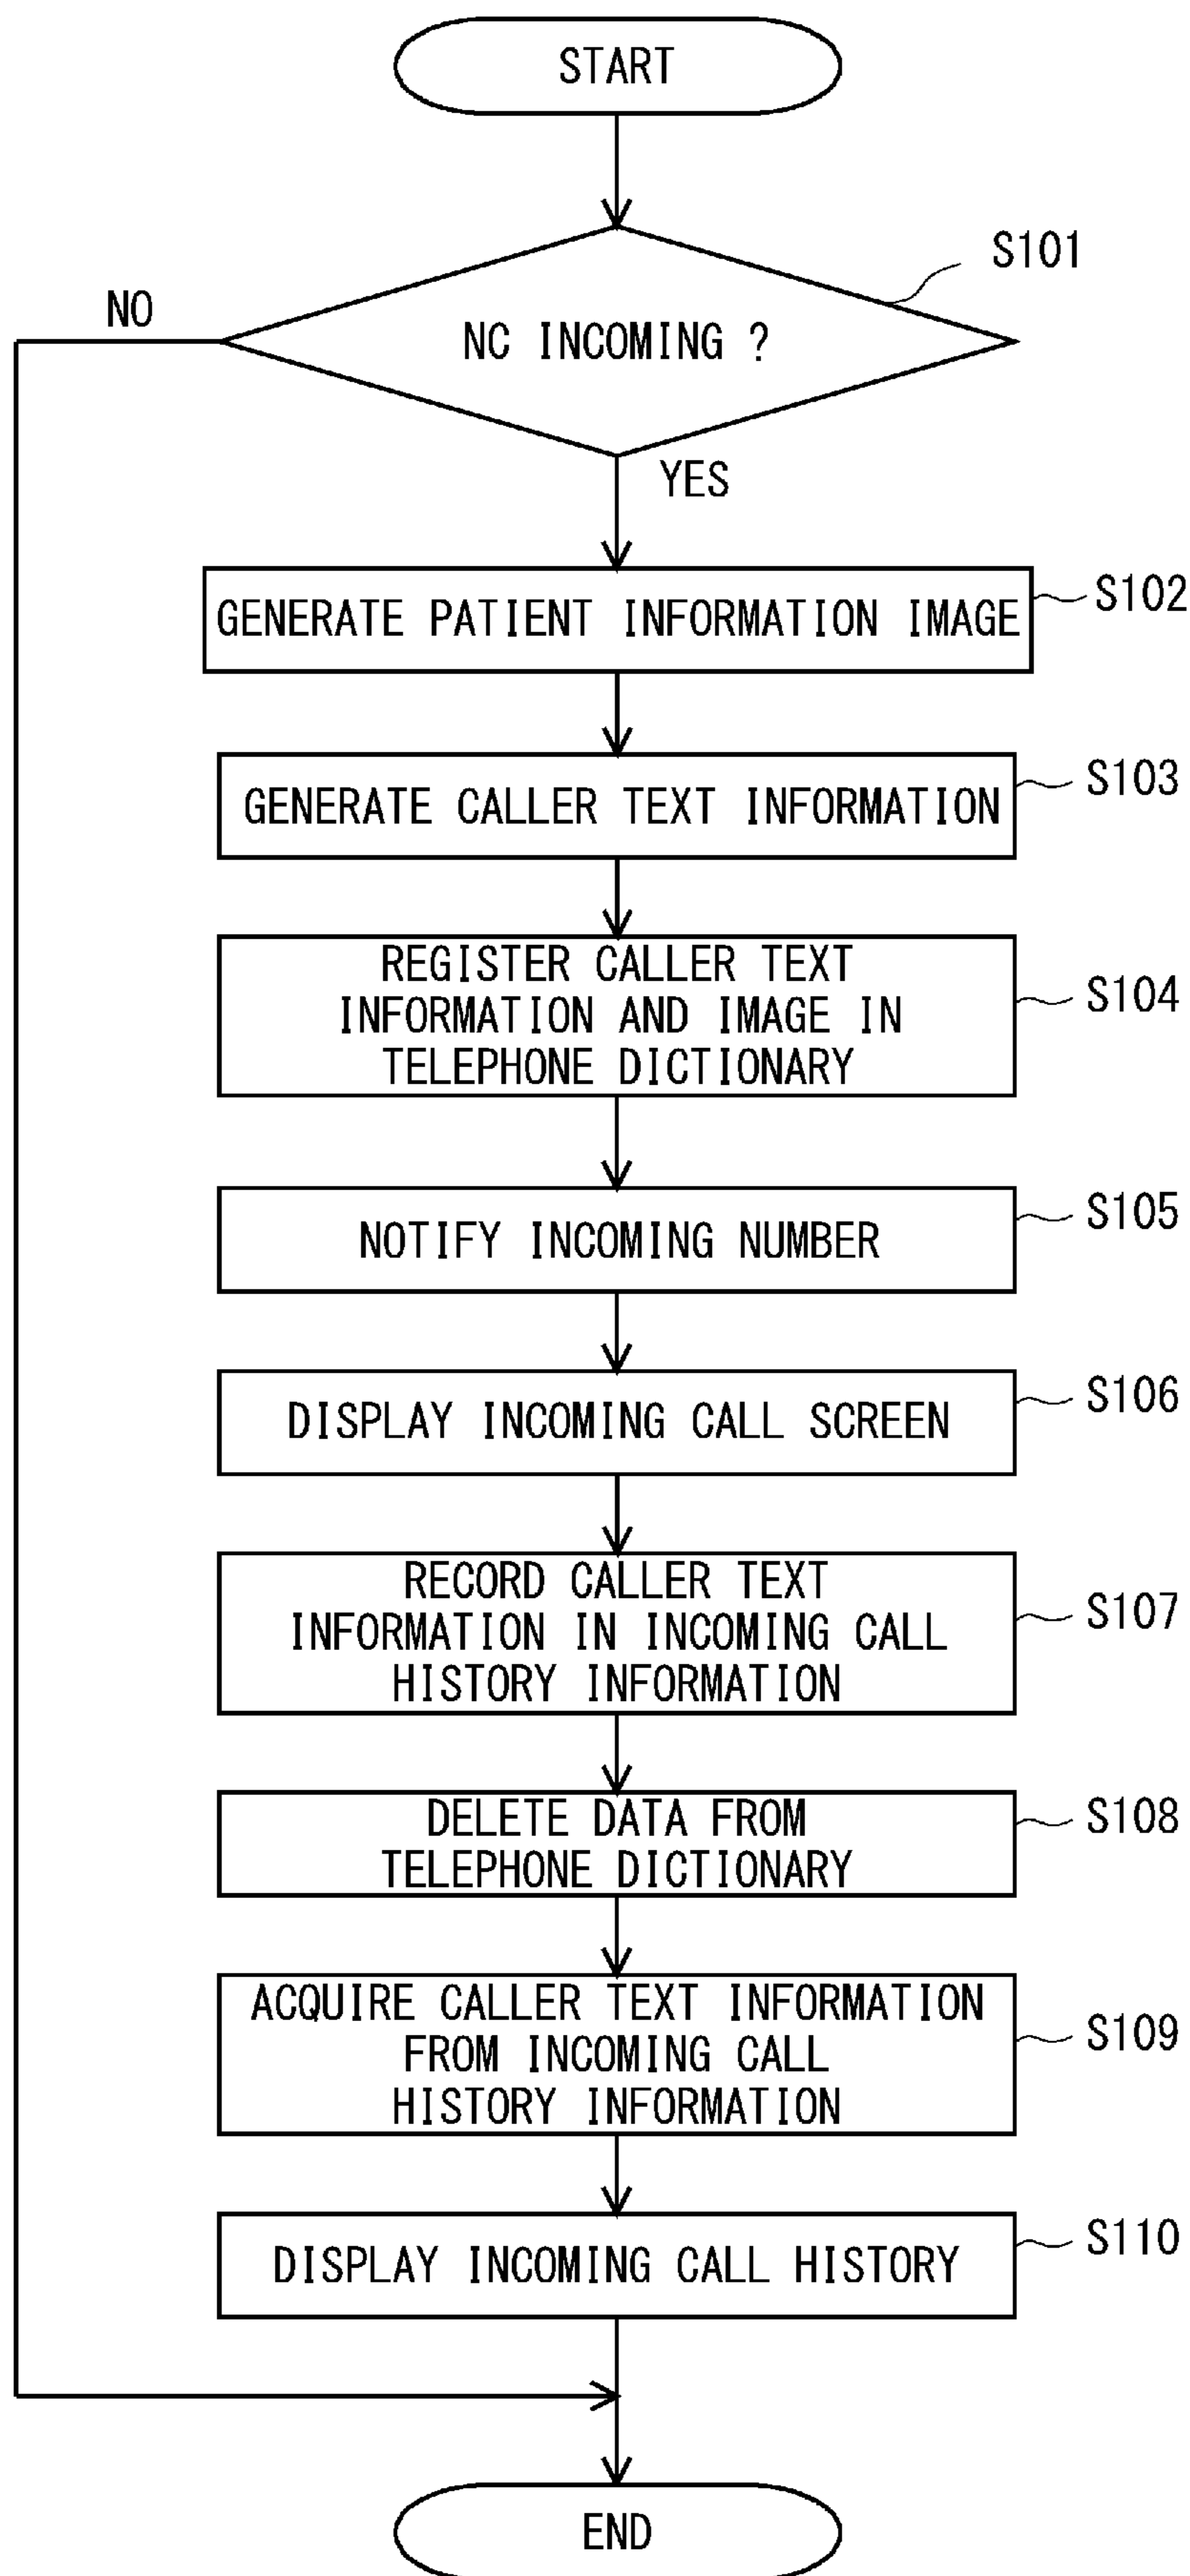 START
S101
NO
NC INCOMING ?
YES
S102
GENERATE PATIENT INFORMATION IMAGE
S103
GENERATE CALLER TEXT INFORMATION
REGISTER CALLER TEXT
S104
INFORMATION AND IMAGE IN
TELEPHONE DICTIONARY
S105
NOTIFY INCOMING NUMBER
S106
DISPLAY INCOMING CALL SCREEN
RECORD CALLER TEXT
S107
INFORMATION IN INCOMING CALL
HISTORY INFORMATION
S108
DELETE DATA FROM
TELEPHONE DICTIONARY
ACQUIRE CALLER TEXT INFORMATION
S109
FROM INCOMING CALL
HISTORY INFORMATION
S110
DISPLAY INCOMING CALL HISTORY
END